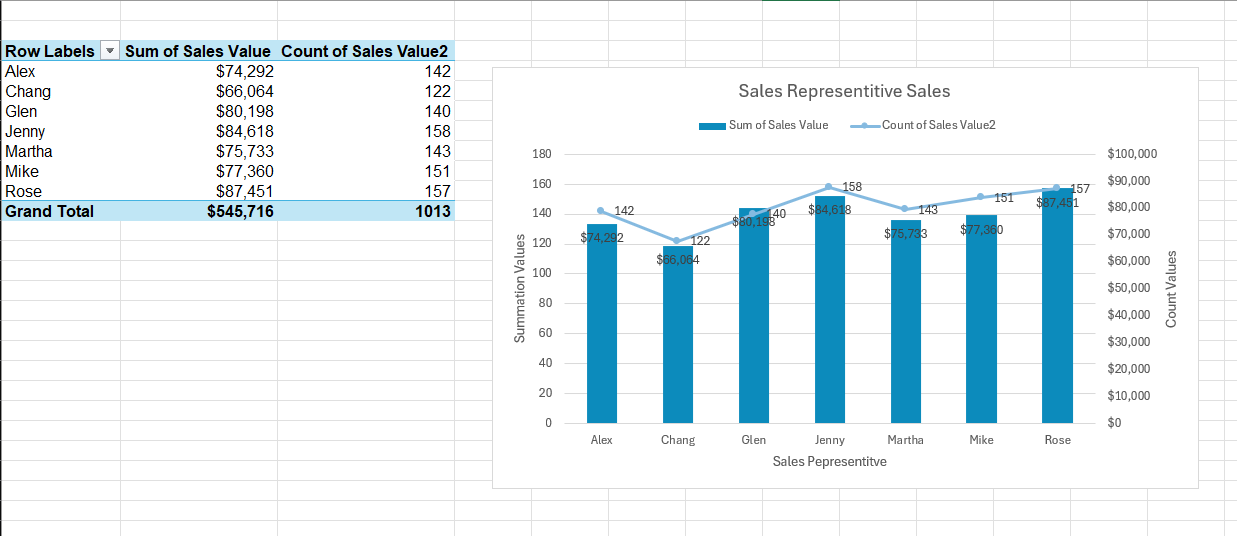 Row Labels Sum of Sales Value Count of Sales Value2
Alex $74,292 142
Chang $66,064 122
Glen $80,198 140
Jenny $84,618 158
Martha $75,733 143
Mike $77,360 151
Rose $87,451 157
Grand Total $545,716 1013
Sales Representitive Sales
Sum of Sales Value Count of Sales Value2
Summation Values
180
160
140
120
100
80
60
40
20
0
$74,292
$66,064
$80,198
$84,618
$75,733
$77,360
$87,451
142
122
140
158
143
151
157
$100,000
$90,000
$80,000
$70,000
$60,000
$50,000
$40,000
$30,000
$20,000
$10,000
$0
Count Values
Alex Chang Glen Jenny Martha Mike Rose
Sales Pepresentitve